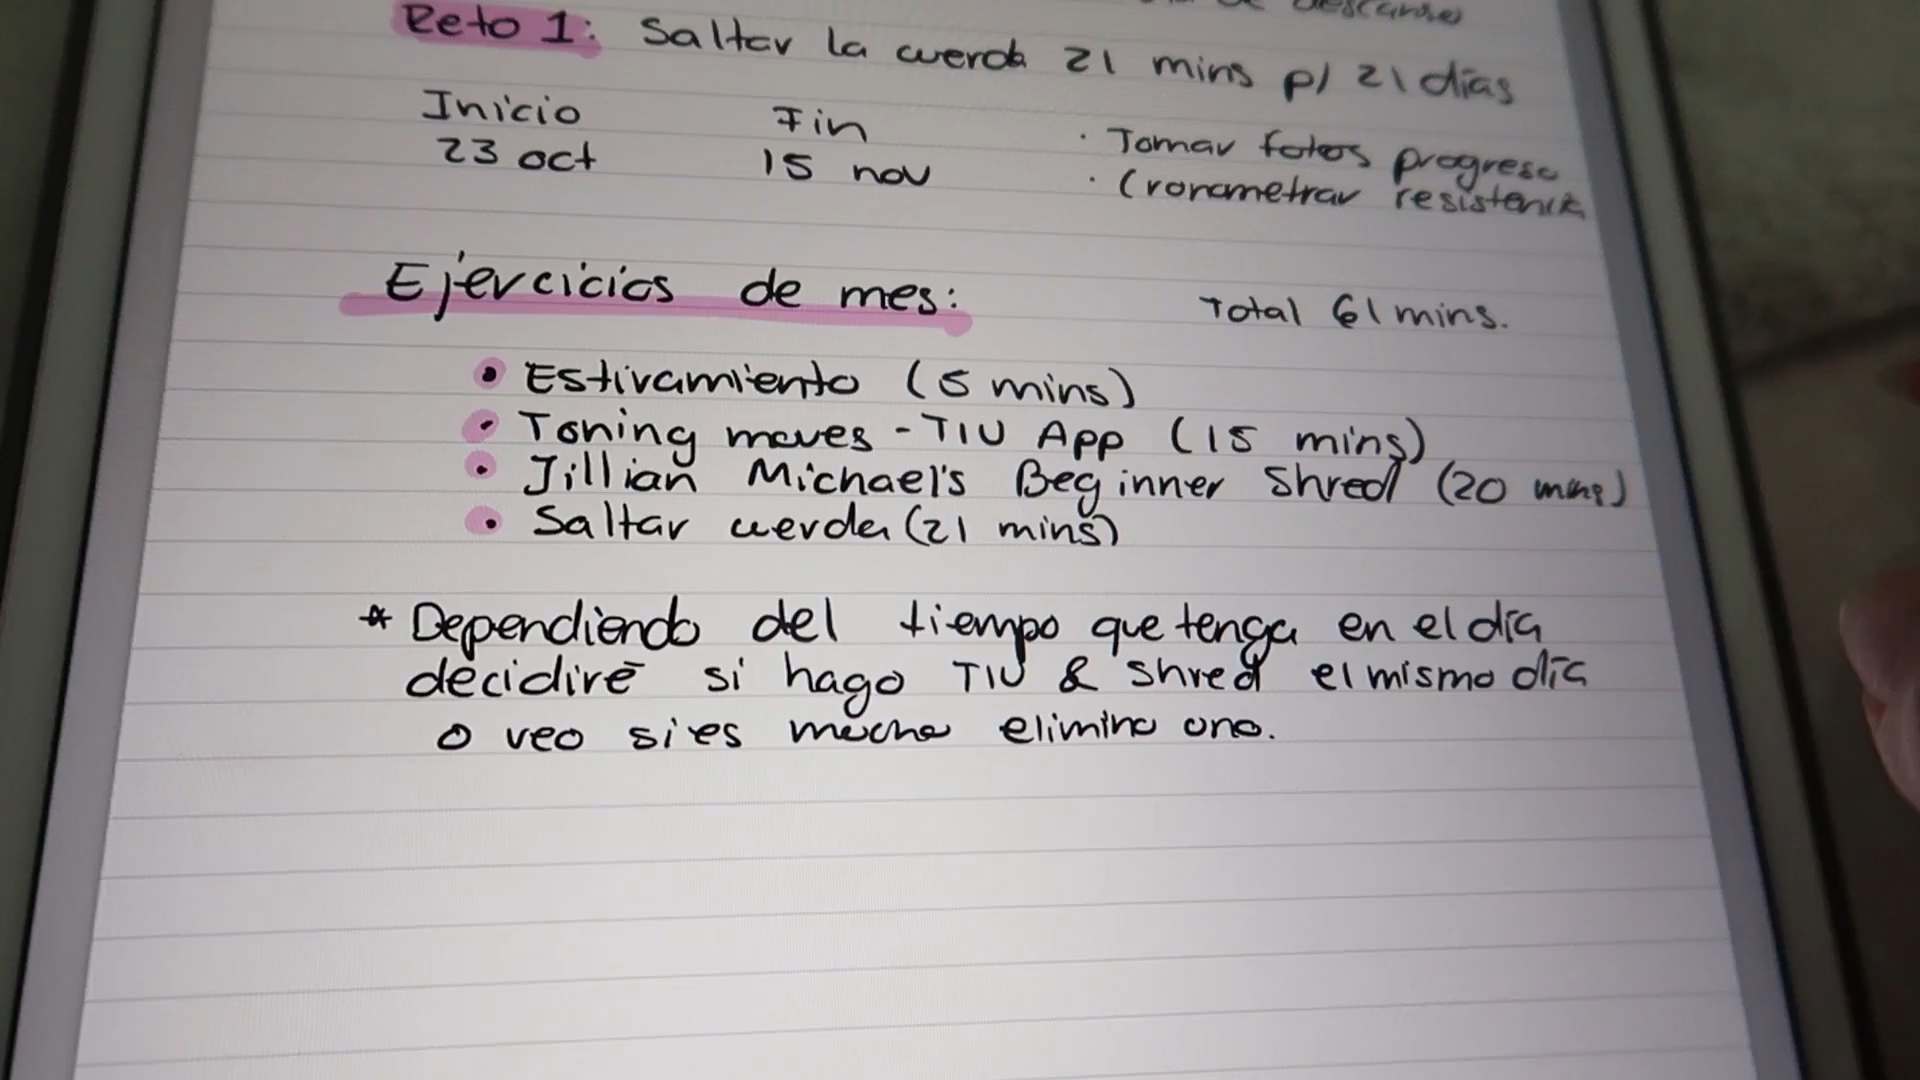 de descanso
Reto 1: Saltar la cuerda 21 mins p/ 21 días
Inicio Fin
23 oct 15 nov
· Tomar fotos progreso
· Cronometrar resistencia
Ejercicios de mes: Total 61 mins.
• Estiramiento (5 mins)
• Toning moves - TIU App (15 mins)
• Jillian Michael's Beginner Shred (20 mins)
• Saltar cuerda (21 mins)
* Dependiendo del tiempo que tenga en el día
decidiré si hago TIU & shred el mismo día
o veo si es mucho elimino uno.